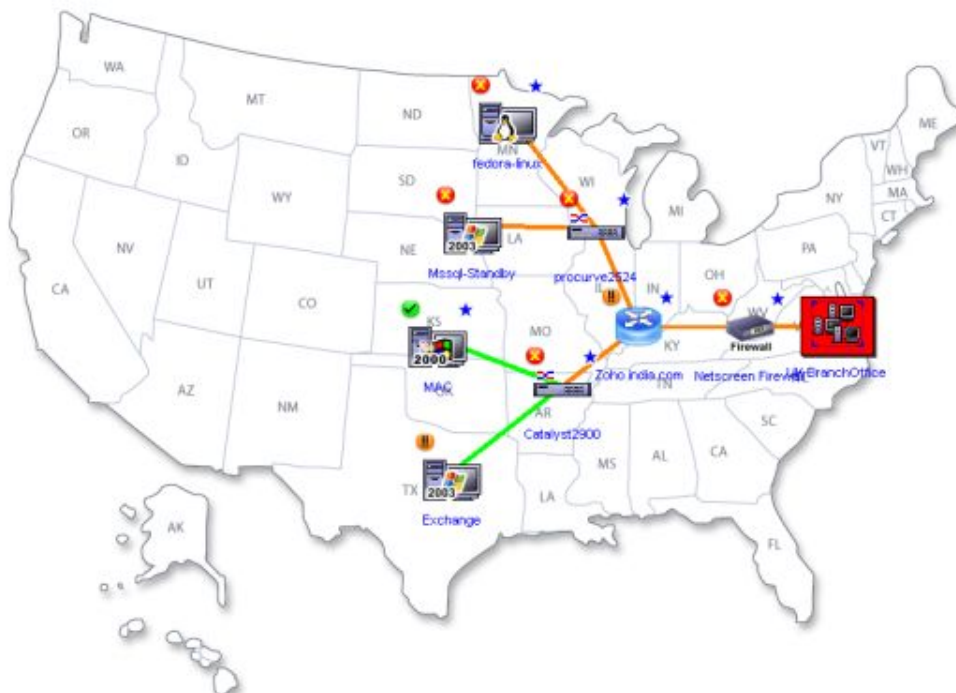 WA
MT
ND
ME
OR
MN
VT
ID
fedora-linux
WH
SD
WI
NY
MA
WY
MI
CT
2003
LA
NE
PA
NV
Mssql-Standby
procurve2524
OH
UT
IL
IN
CA
CO
WV
KS
MO
2000
KY
Firewall
MAC
Zoho india.com
Netscreen Firewall
OK
TN
AZ
AR
NM
SC
Catalyst2900
MS
AL
CA
TX
2003
LA
Exchange
AK
FL